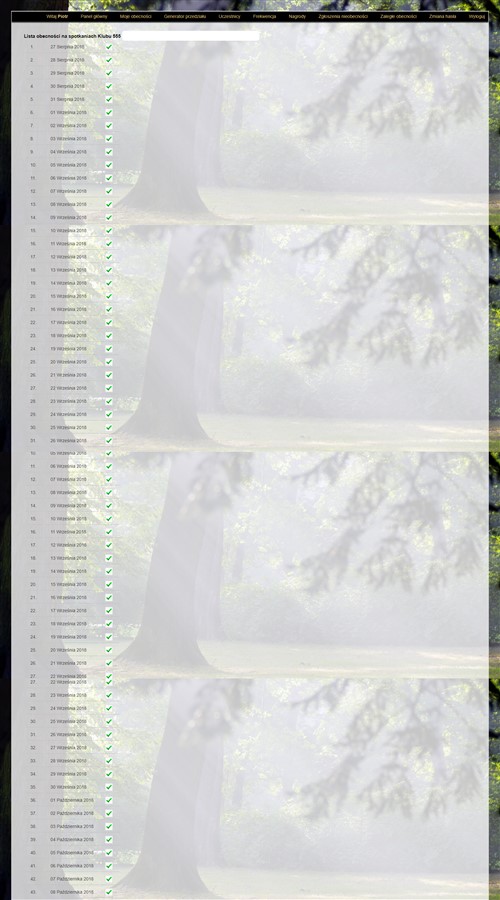 Witaj Piotr Panel główny Moje obecności Generator przedziału Uczestnicy Frekwencja Nagrody Zgłoszenia nieobecności Zaległe obecności Zmiana hasła Wyloguj
Lista obecności na spotkaniach Klubu 555
1. 27 Sierpnia 2018
2. 28 Sierpnia 2018
3. 29 Sierpnia 2018
4. 30 Sierpnia 2018
5. 31 Sierpnia 2018
6. 01 Września 2018
7. 02 Września 2018
8. 03 Września 2018
9. 04 Września 2018
10. 05 Września 2018
11. 06 Września 2018
12. 07 Września 2018
13. 08 Września 2018
14. 09 Września 2018
15. 10 Września 2018
16. 11 Września 2018
17. 12 Września 2018
18. 13 Września 2018
19. 14 Września 2018
20. 15 Września 2018
21. 16 Września 2018
22. 17 Września 2018
23. 18 Września 2018
24. 19 Września 2018
25. 20 Września 2018
26. 21 Września 2018
27. 22 Września 2018
28. 23 Września 2018
29. 24 Września 2018
30. 25 Września 2018
31. 26 Września 2018
11. 06 Września 2018
12. 07 Września 2018
13. 08 Września 2018
14. 09 Września 2018
15. 10 Września 2018
16. 11 Września 2018
17. 12 Września 2018
18. 13 Września 2018
19. 14 Września 2018
20. 15 Września 2018
21. 16 Września 2018
22. 17 Września 2018
23. 18 Września 2018
24. 19 Września 2018
25. 20 Września 2018
26. 21 Września 2018
27. 22 Września 2018
27. 22 Września 2018
28. 23 Września 2018
29. 24 Września 2018
30. 25 Września 2018
31. 26 Września 2018
32. 27 Września 2018
33. 28 Września 2018
34. 29 Września 2018
35. 30 Września 2018
36. 01 Października 2018
37. 02 Października 2018
38. 03 Października 2018
39. 04 Października 2018
40. 05 Października 2018
41. 06 Października 2018
42. 07 Października 2018
43. 08 Października 2018